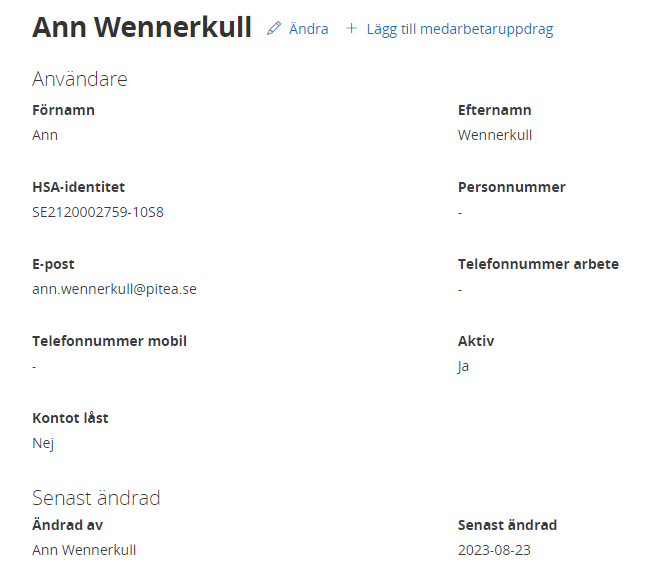 Ann Wennerkull Ändra + Lägg till medarbetaruppdrag
Användare
Förnamn Efternamn
Ann Wennerkull
HSA-identitet Personnummer
SE2120002759-10S8 -
E-post Telefonnummer arbete
ann.wennerkull@pitea.se -
Telefonnummer mobil Aktiv
- Ja
Kontot låst
Nej
Senast ändrad
Ändrad av Senast ändrad
Ann Wennerkull 2023-08-23